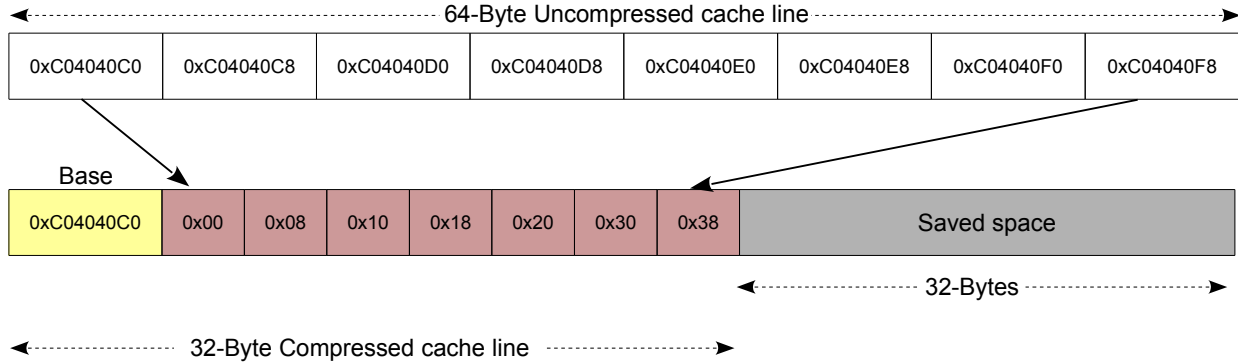 64-Byte Uncompressed cache line
0xC04040C0 0xC04040C8 0xC04040D0 0xC04040D8 0xC04040E0 0xC04040E8 0xC04040F0 0xC04040F8
Base
0xC04040C0 0x00 0x08 0x10 0x18 0x20 0x30 0x38 Saved space
32-Bytes
32-Byte Compressed cache line